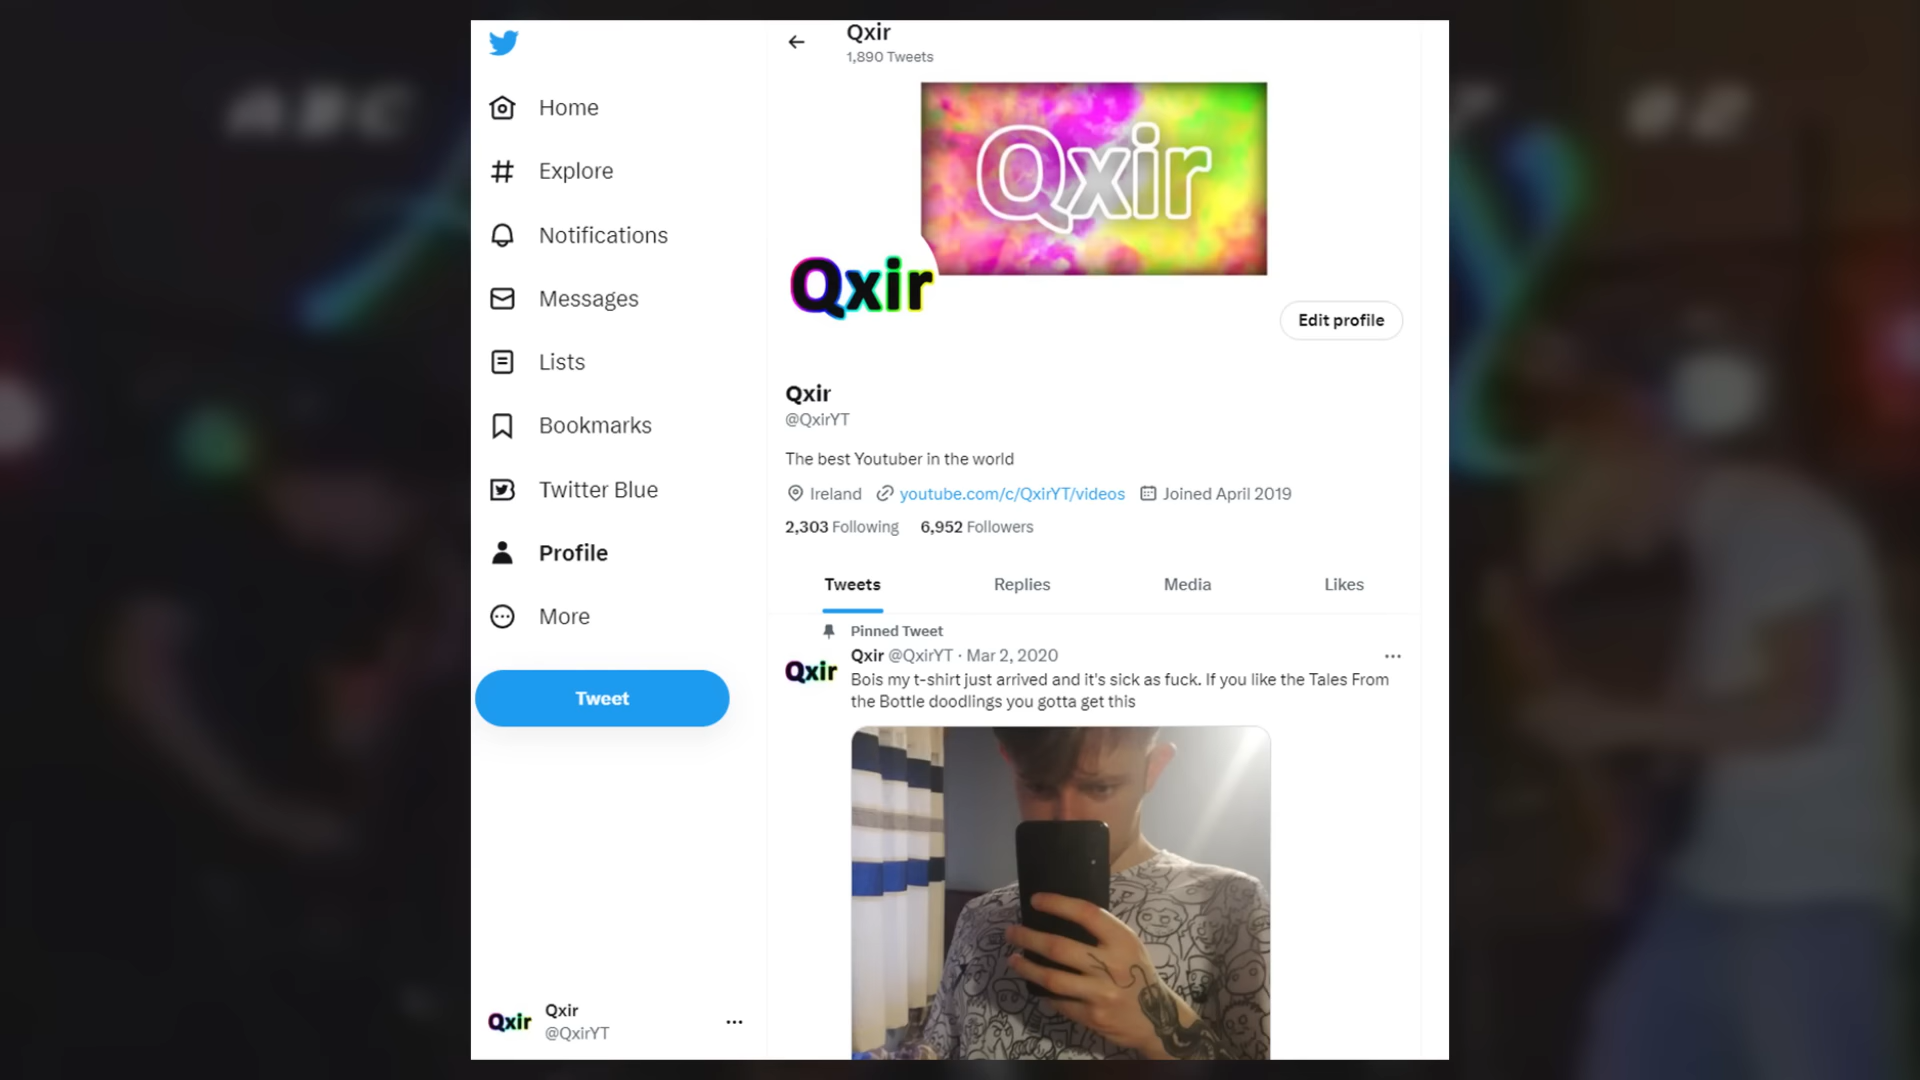 Qxir
1,890 Tweets
Home
Explore
Notifications
Messages
Lists
Bookmarks
Twitter Blue
Profile
More
Tweet
Qxir
@QxirYT
Qxir
Qxir
Qxir
Edit profile
Qxir
@QxirYT
The best Youtuber in the world
Ireland youtube.com/c/QxirYT/videos Joined April 2019
2,303 Following 6,952 Followers
Tweets Replies Media Likes
Pinned Tweet
Qxir @QxirYT · Mar 2, 2020
Qxir
Bois my t-shirt just arrived and it's sick as fuck. If you like the Tales From
the Bottle doodlings you gotta get this
ABC